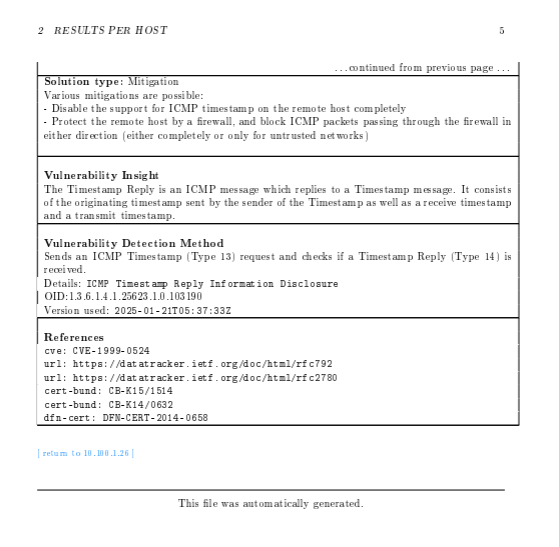 2 RESULTS PER HOST 5
...continued from previous page ...
Solution type: Mitigation
Various mitigations are possible:
- Disable the support for ICMP timestamp on the remote host completely
- Protect the remote host by a firewall, and block ICMP packets passing through the firewall in
either direction (either completely or only for untrusted networks)
Vulnerability Insight
The Timestamp Reply is an ICMP message which replies to a Timestamp message. It consists
of the originating timestamp sent by the sender of the Timestamp as well as a receive timestamp
and a transmit timestamp.
Vulnerability Detection Method
Sends an ICMP Timestamp (Type 13) request and checks if a Timestamp Reply (Type 14) is
received.
Details: ICMP Timestamp Reply Information Disclosure
OID:1.3.6.1.4.1.25623.1.0.103190
Version used: 2025-01-21T05:37:33Z
References
cve: CVE-1999-0524
url: https://datatracker.ietf.org/doc/html/rfc792
url: https://datatracker.ietf.org/doc/html/rfc2780
cert-bund: CB-K15/1514
cert-bund: CB-K14/0632
dfn-cert: DFN-CERT-2014-0658
[ return to 10.100.1.26 ]
This file was automatically generated.